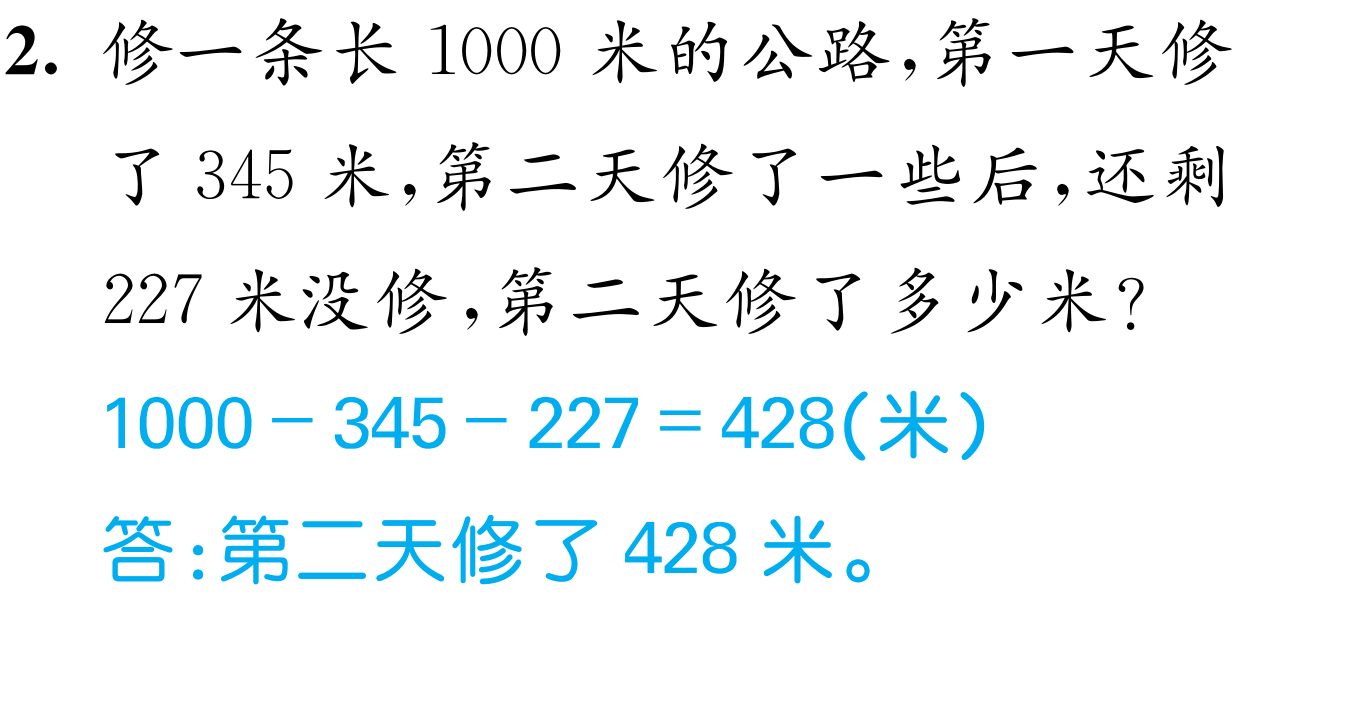 2. 修一条长 1000 米的公路,第一天修
了 345 米,第二天修了一些后,还剩
227 米没修,第二天修了多少米?
1000－345－227＝428(米)
答:第二天修了 428 米。